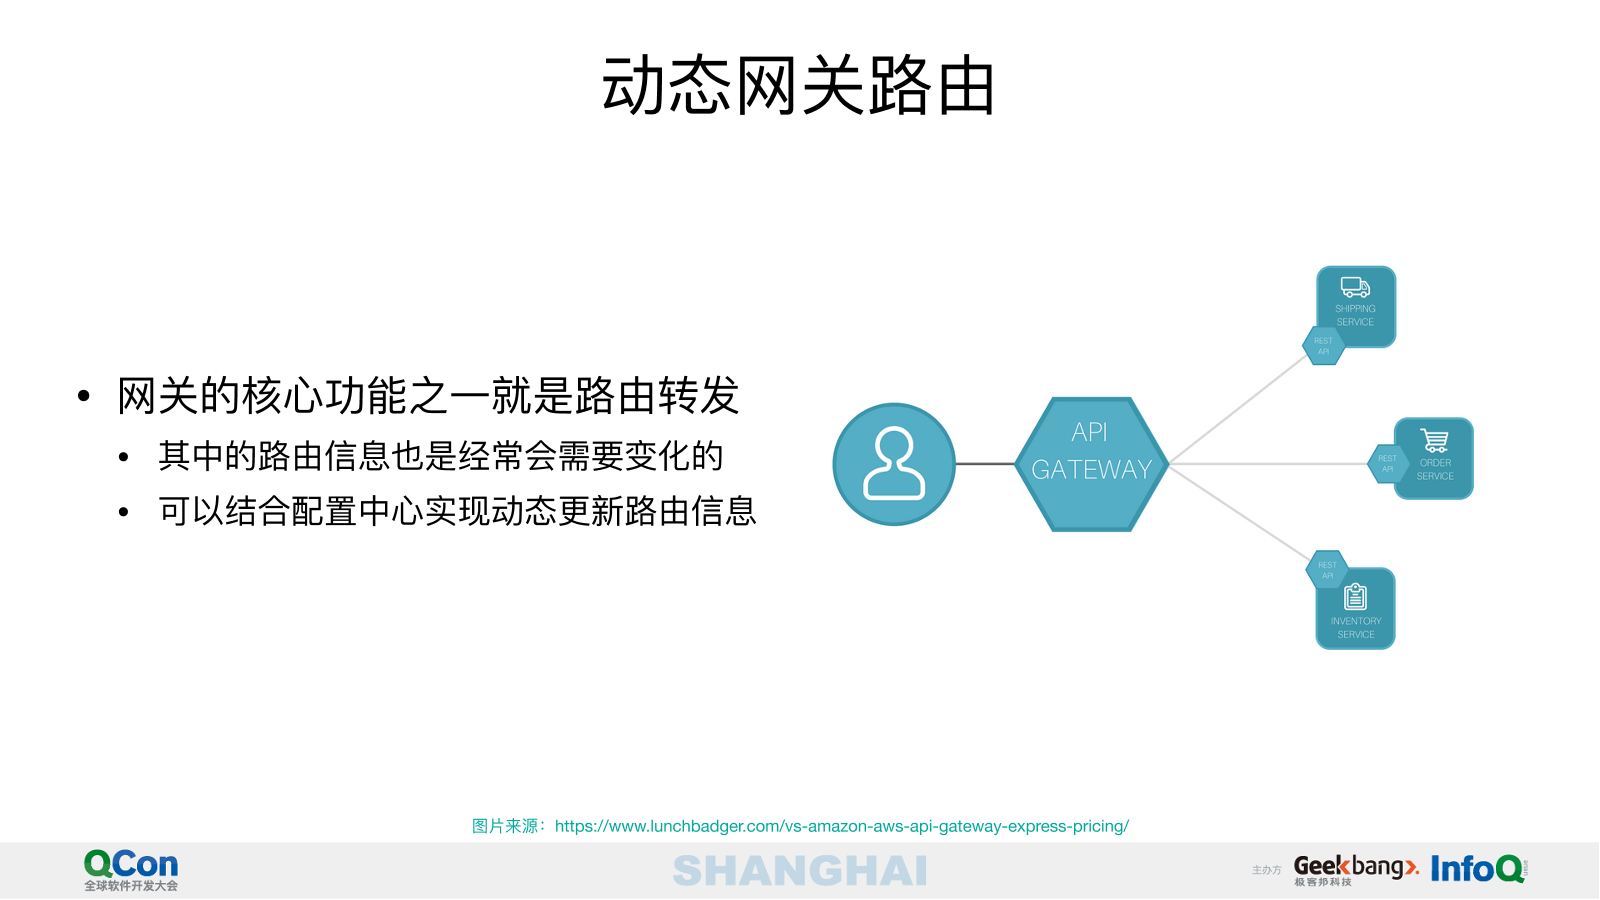 动态网关路由
• 网关的核心功能之一就是路由转发
• 其中的路由信息也是经常会需要变化的
• 可以结合配置中心实现动态更新路由信息
API
GATEWAY
SHIPPING
SERVICE
REST
API
REST
API
ORDER
SERVICE
REST
API
INVENTORY
SERVICE
图片来源：https://www.lunchbadger.com/vs-amazon-aws-api-gateway-express-pricing/
QCon
全球软件开发大会
SHANGHAI
主办方
Geekbang
极客邦科技
InfoQ